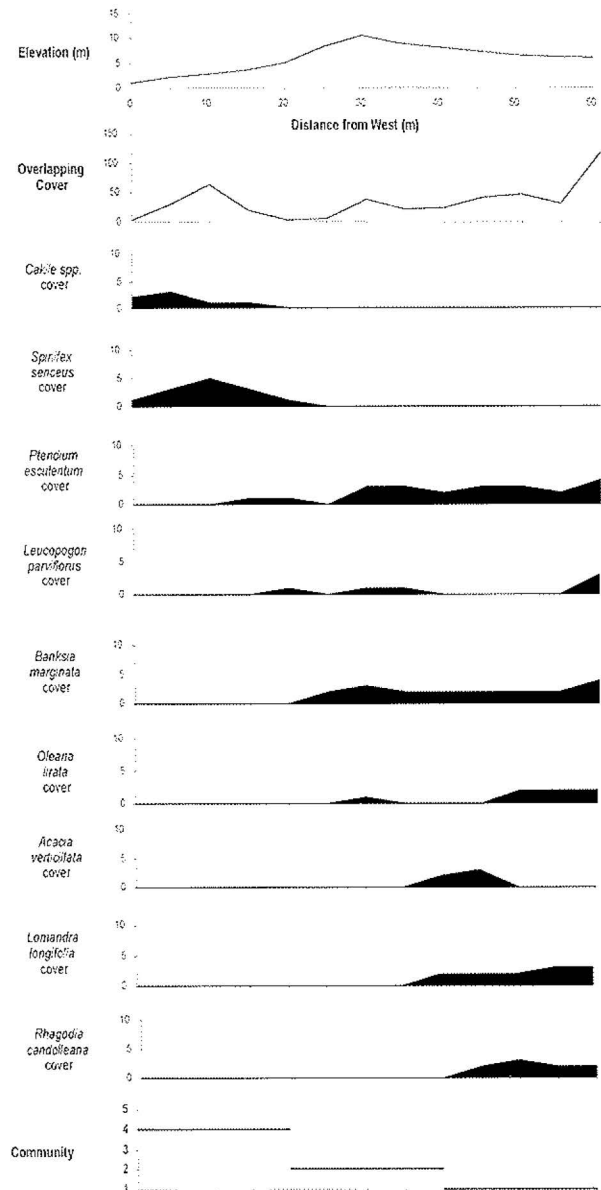 15
10
Elevation (m)
5
0
0 10 20 30 40 50 60
Distance from West (m)
150
100
Overlapping
Cover
50
0
10
Cakile spp.
cover
5
0
10
Spinifex
sericeus
cover
5
0
10
Pteridium
esculentum
cover
5
0
10
Leucopogon
parviflorus
cover
5
0
10
Banksia
marginata
cover
5
0
10
Olearia
lirata
cover
5
0
10
Acacia
verticillata
cover
5
0
10
Lomandra
longifolia
cover
5
0
10
Rhagodia
candolleana
cover
5
0
5
4
Community
3
2
1